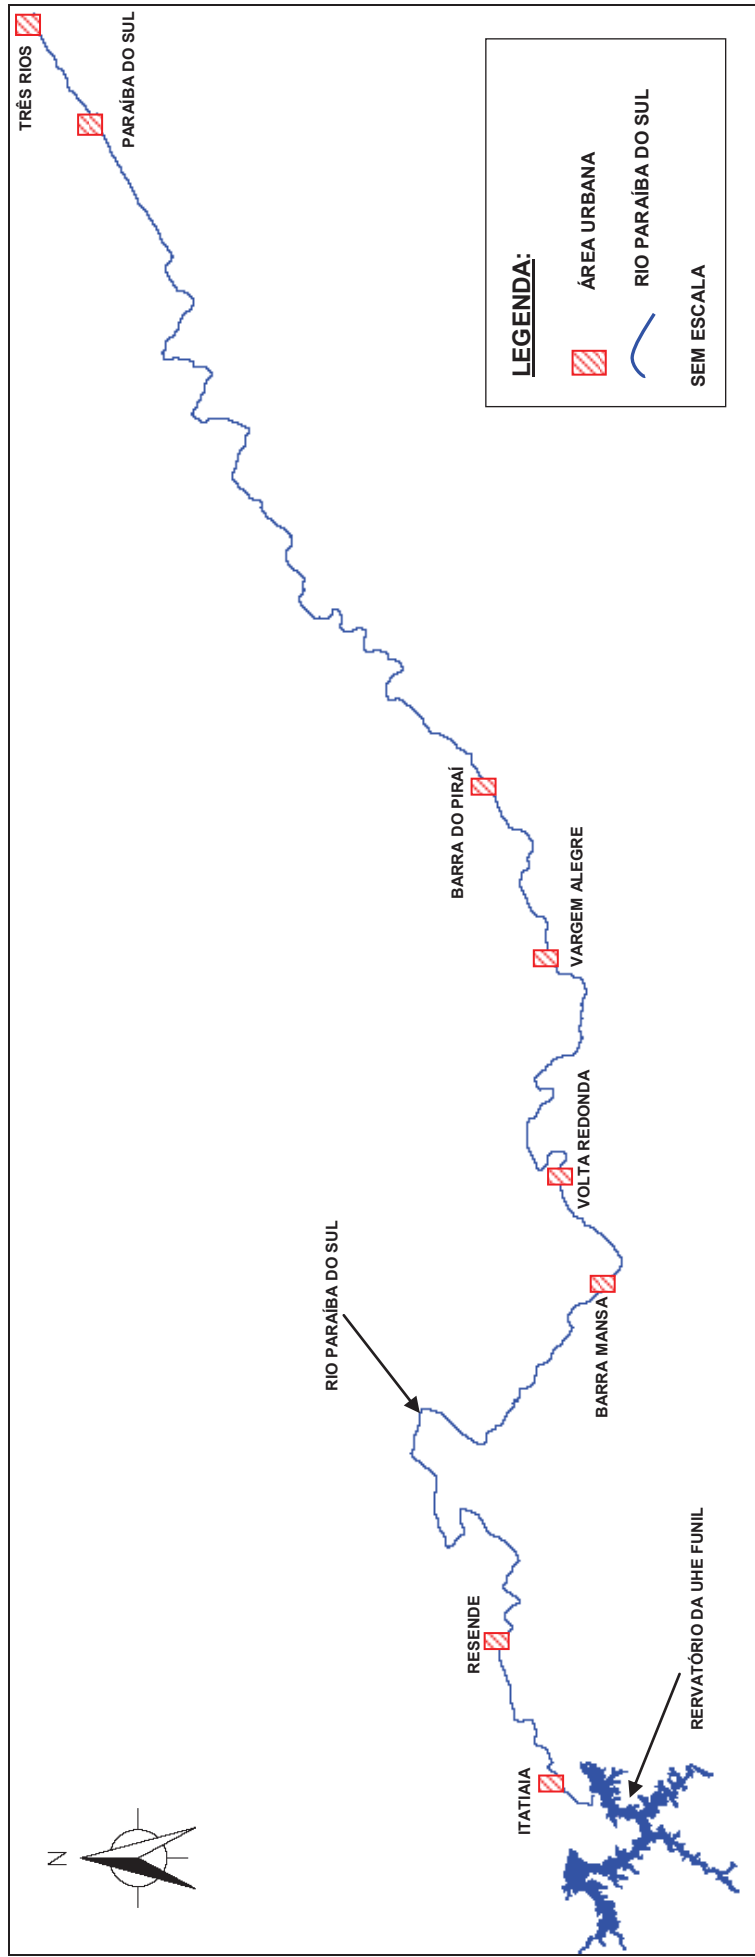 N
ITATIAIA
RESENDE
RERVATÓRIO DA UHE FUNIL
RIO PARAÍBA DO SUL
BARRA MANSA
VOLTA REDONDA
VARGEM ALEGRE
BARRA DO PIRAÍ
PARAÍBA DO SUL
TRÊS RIOS
LEGENDA:
ÁREA URBANA
RIO PARAÍBA DO SUL
SEM ESCALA